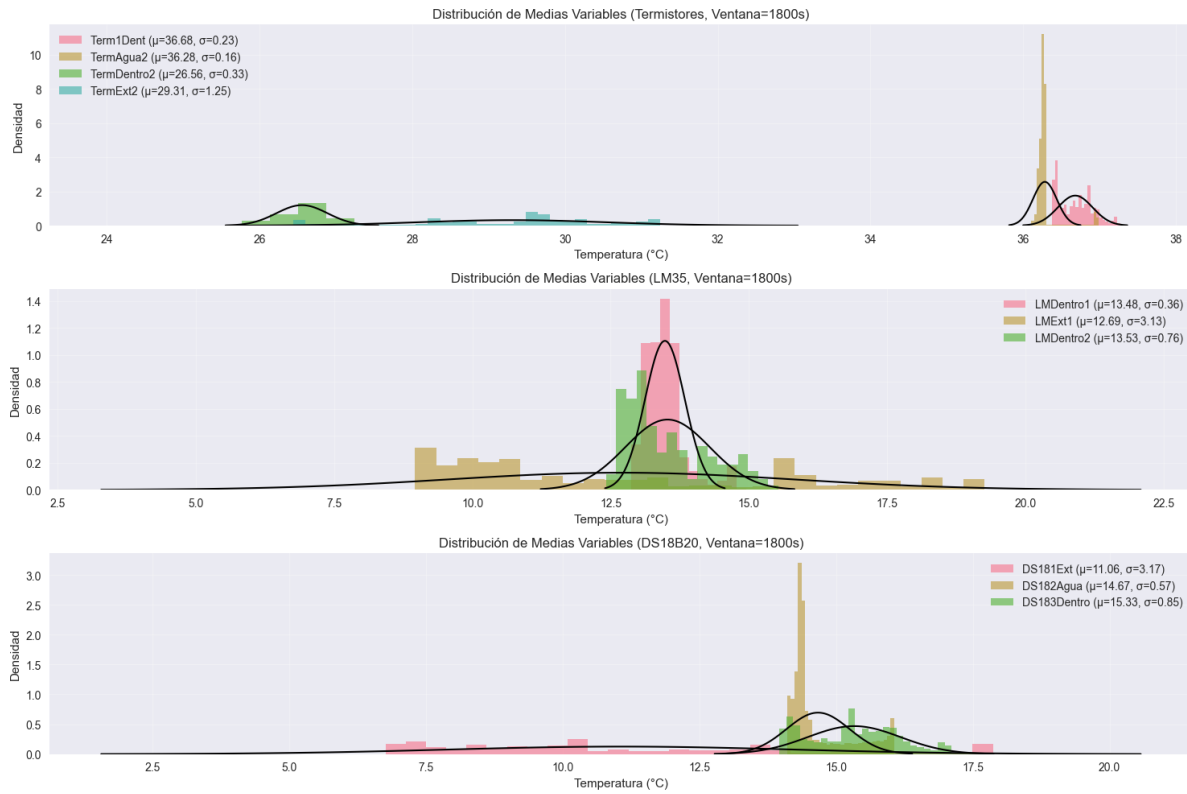 Distribución de Medias Variables (Termistores, Ventana=1800s)
Term1Dent (μ=36.68, σ=0.23)
TermAgua2 (μ=36.28, σ=0.16)
TermDentro2 (μ=26.56, σ=0.33)
TermExt2 (μ=29.31, σ=1.25)
Densidad
10
8
6
4
2
0
24
26
28
30
32
34
36
38
Temperatura (°C)
Distribución de Medias Variables (LM35, Ventana=1800s)
LMDentro1 (μ=13.48, σ=0.36)
LMExt1 (μ=12.69, σ=3.13)
LMDentro2 (μ=13.53, σ=0.76)
Densidad
1.4
1.2
1.0
0.8
0.6
0.4
0.2
0.0
2.5
5.0
7.5
10.0
12.5
15.0
17.5
20.0
22.5
Temperatura (°C)
Distribución de Medias Variables (DS18B20, Ventana=1800s)
DS181Ext (μ=11.06, σ=3.17)
DS182Agua (μ=14.67, σ=0.57)
DS183Dentro (μ=15.33, σ=0.85)
Densidad
3.0
2.5
2.0
1.5
1.0
0.5
0.0
2.5
5.0
7.5
10.0
12.5
15.0
17.5
20.0
Temperatura (°C)